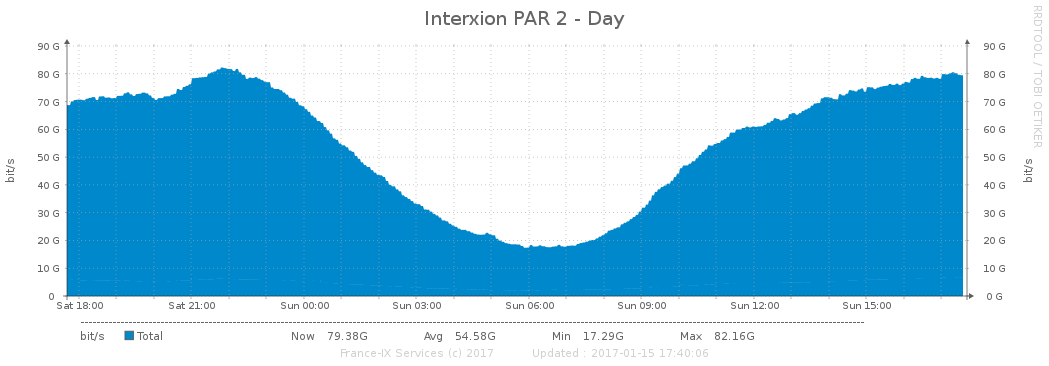 Interxion PAR 2 - Day
RRDTOOL / TOBI OETIKER
bit/s
90 G 90 G
80 G 80 G
70 G 70 G
60 G 60 G
50 G 50 G
40 G 40 G
30 G 30 G
20 G 20 G
10 G 10 G
0 0 G
bit/s
Sat 18:00 Sat 21:00 Sun 00:00 Sun 03:00 Sun 06:00 Sun 09:00 Sun 12:00 Sun 15:00
bit/s Total Now 79.38G Avg 54.58G Min 17.29G Max 82.16G
France-IX Services (c) 2017 Updated : 2017-01-15 17:40:06